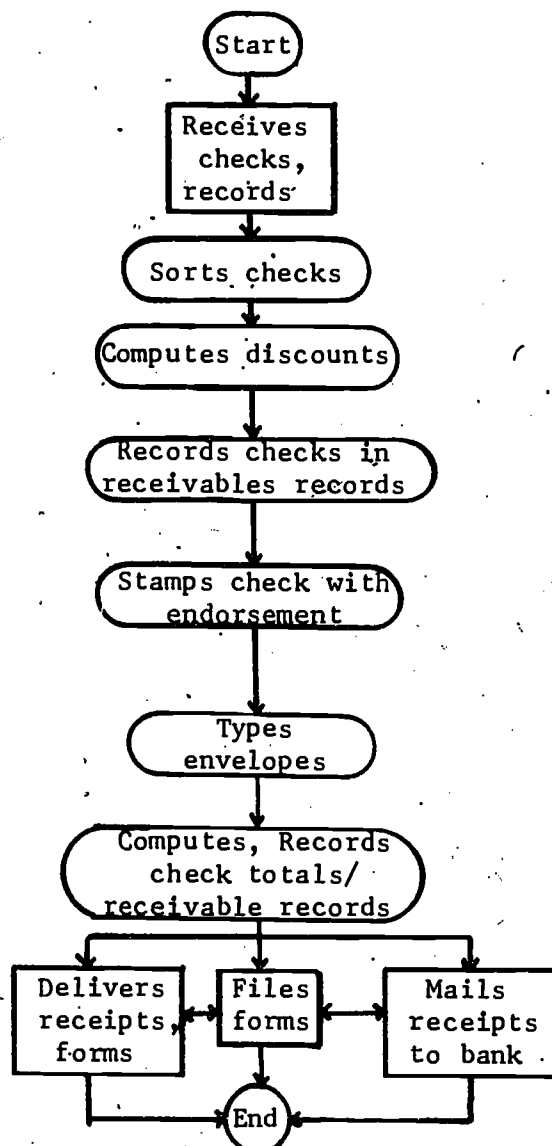 Start
Receives
checks,
records
Sorts checks
Computes discounts
Records checks in
receivables records
Stamps check with
endorsement
Types
envelopes
Computes, Records
check totals/
receivable records
Delivers
receipts,
forms
Files
forms
Mails
receipts
to bank
End